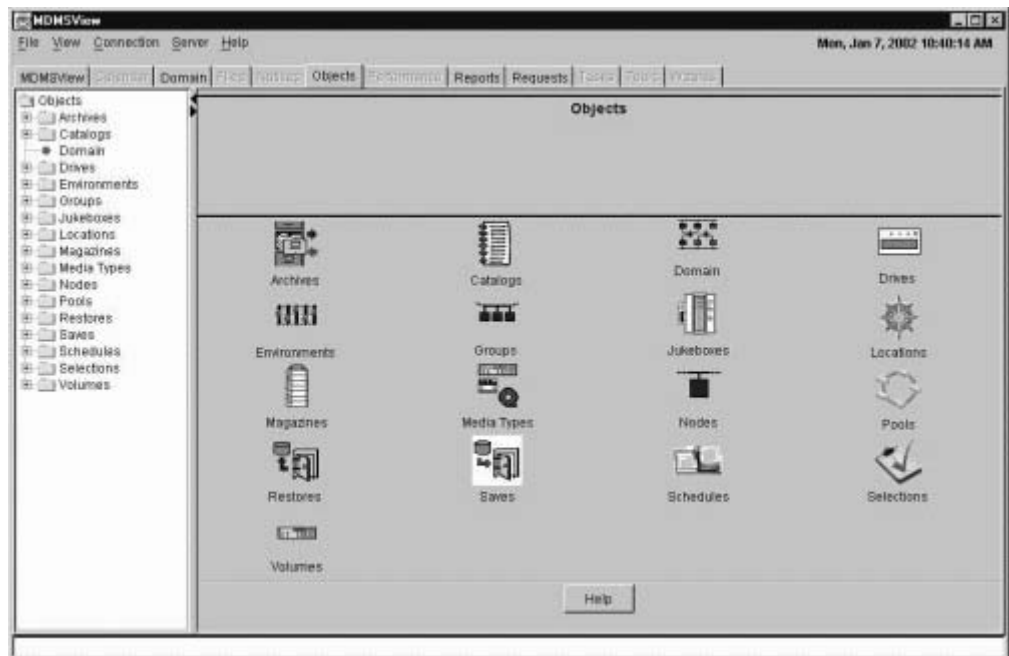 MDMSView
File View Connection Server Help
Mon, Jan 7, 2002 10:40:14 AM
MDMSView Domain Objects Reports Requests
Objects
Archives
Catalogs
Domain
Drives
Environments
Groups
Jukeboxes
Locations
Magazines
Media Types
Nodes
Pools
Restores
Saves
Schedules
Selections
Volumes
Objects
Archives Catalogs Domain Drives
Environments Groups Jukeboxes Locations
Magazines Media Types Nodes Pools
Restores Saves Schedules Selections
Volumes
Help